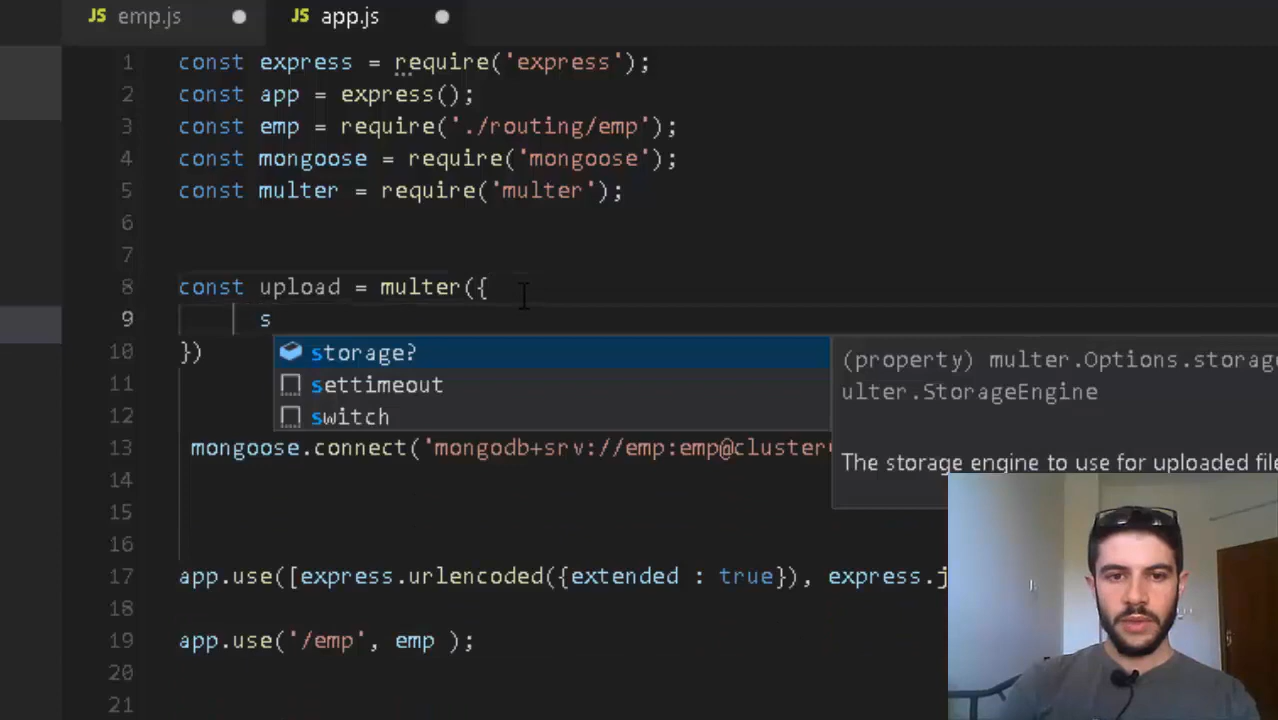 JS emp.js
JS app.js
1 const express = require('express');
2 const app = express();
3 const emp = require('./routing/emp');
4 const mongoose = require('mongoose');
5 const multer = require('multer');
6
7
8 const upload = multer({
9 s
storage?
(property) multer.Options.storage
10 })
settimeout
ulter.StorageEngine
11
switch
12
13 mongoose.connect('mongodb+srv://emp:emp@cluster
The storage engine to use for uploaded file
14
15
16
17 app.use([express.urlencoded({extended : true}), express.j
18
19 app.use('/emp', emp );
20
21